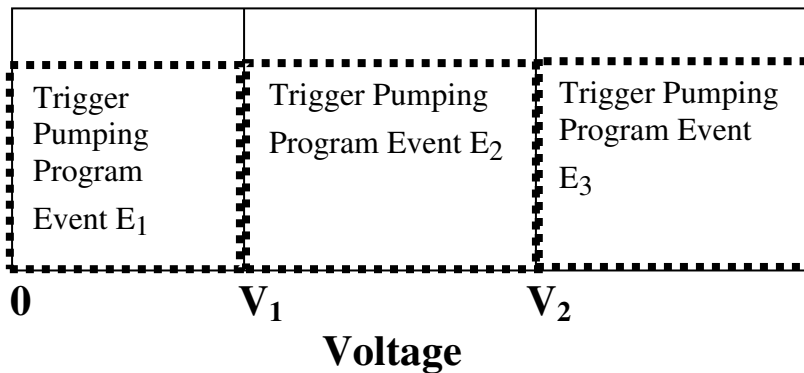 Trigger
Pumping
Program
Event E₁
Trigger Pumping
Program Event E₂
Trigger Pumping
Program Event
E₃
0 V₁ V₂
Voltage